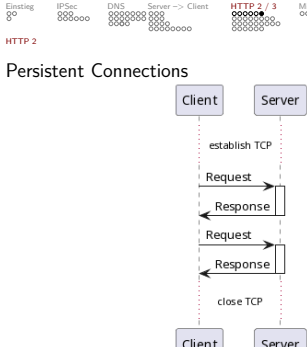 Einstieg IPSec DNS Server −> Client HTTP 2 / 3 M
HTTP 2
Persistent Connections
Client Server
establish TCP
Request
Response
Request
Response
close TCP
Client Server